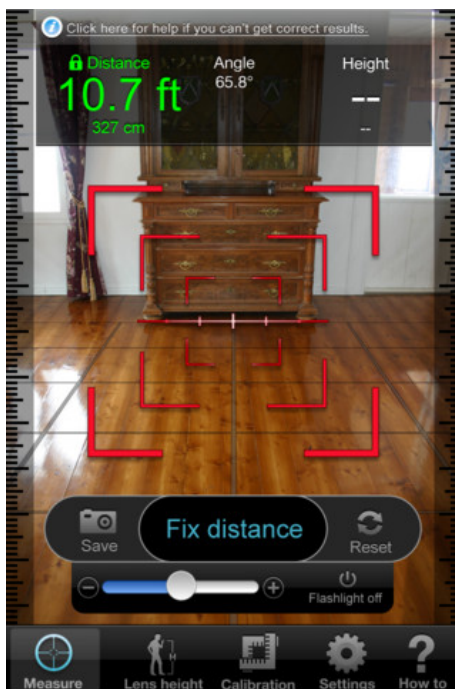 Click here for help if you can't get correct results.
Distance
Angle
Height
10.7 ft
65.8°
--
327 cm
--
Save
Fix distance
Reset
Flashlight off
Measure
Lens height
Calibration
Settings
How to